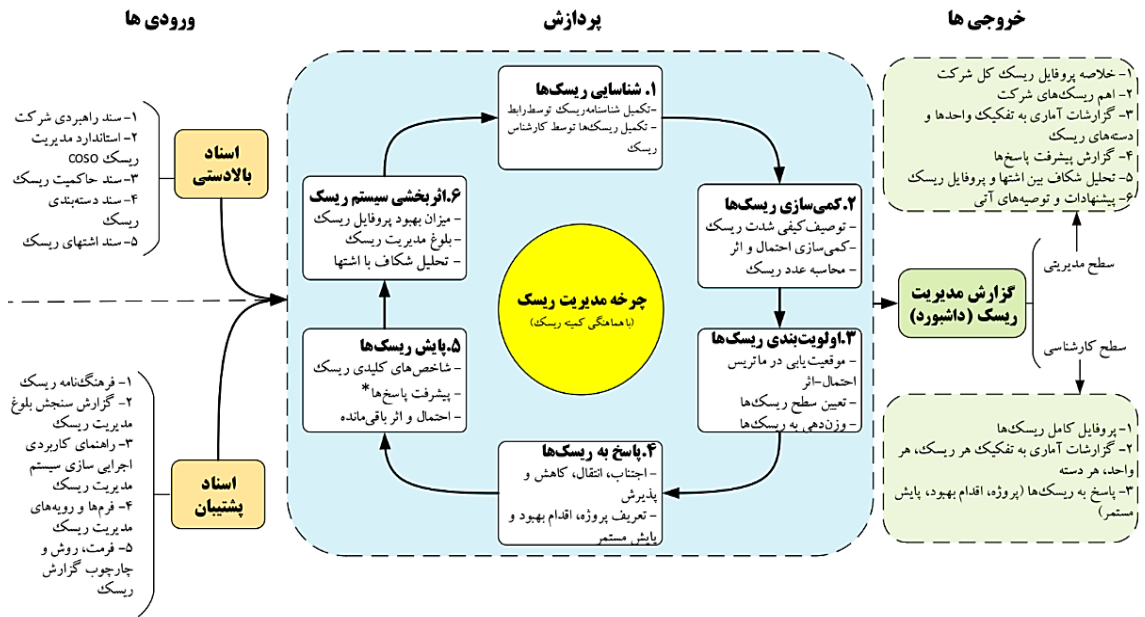 ورودی ها
پردازش
خروجی ها
۱- سند راهبردی شرکت
۲- استاندارد مدیریت
ریسک coso
۳-سند حاکمیت ریسک
۴- سند دسته‌بندی
ریسک
۵- سند اشتهای ریسک
اسناد
بالادستی
۱- فرهنگ‌نامه ریسک
۲- گزارش سنجش بلوغ
مدیریت ریسک
۳- راهنمای کاربردی
اجرایی سازی سیستم
مدیریت ریسک
۴- فرم‌ها و رویه‌های
مدیریت ریسک
۵- فرمت، روش و
چارچوب گزارش
ریسک
اسناد
پشتیبان
۱. شناسایی ریسک‌ها
-تکمیل شناسنامه‌ریسک توسط‌رابط
- تکمیل ریسک‌ها توسط کارشناس
ریسک
۲.کمی‌سازی ریسک‌ها
- توصیف‌کیفی شدت ریسک
-کمی‌سازی احتمال و اثر
- محاسبه عدد ریسک
۳.اولویت‌بندی ریسک‌ها
- موقعیت‌یابی در ماتریس
احتمال-اثر
- تعیین سطح ریسک‌ها
- وزن‌دهی به ریسک‌ها
۴.پاسخ به ریسک‌ها
- اجتناب، انتقال، کاهش و
پذیرش
- تعریف پروژه، اقدام بهبود و
پایش مستمر
۵.پایش ریسک‌ها
- شاخص‌های کلیدی ریسک
- پیشرفت پاسخ‌ها*
- احتمال و اثر باقی‌مانده
۶.اثربخشی سیستم ریسک
- میزان بهبود پروفایل ریسک
- بلوغ مدیریت ریسک
- تحلیل شکاف با اشتها
چرخه مدیریت ریسک
(با هماهنگی کمیته ریسک)
گزارش مدیریت
ریسک (داشبورد)
سطح مدیریتی
سطح کارشناسی
۱- خلاصه پروفایل ریسک کل شرکت
۲- اهم ریسک‌های شرکت
۳- گزارشات آماری به تفکیک واحدها و
دسته‌های ریسک
۴- گزارش پیشرفت پاسخ‌ها
۵- تحلیل شکاف بین اشتها و پروفایل ریسک
۶- پیشنهادات و توصیه‌های آتی
۱- پروفایل کامل ریسک‌ها
۲- گزارشات آماری به تفکیک هر ریسک، هر
واحد، هر دسته
۳- پاسخ به ریسک‌ها (پروژه، اقدام بهبود، پایش
مستمر)